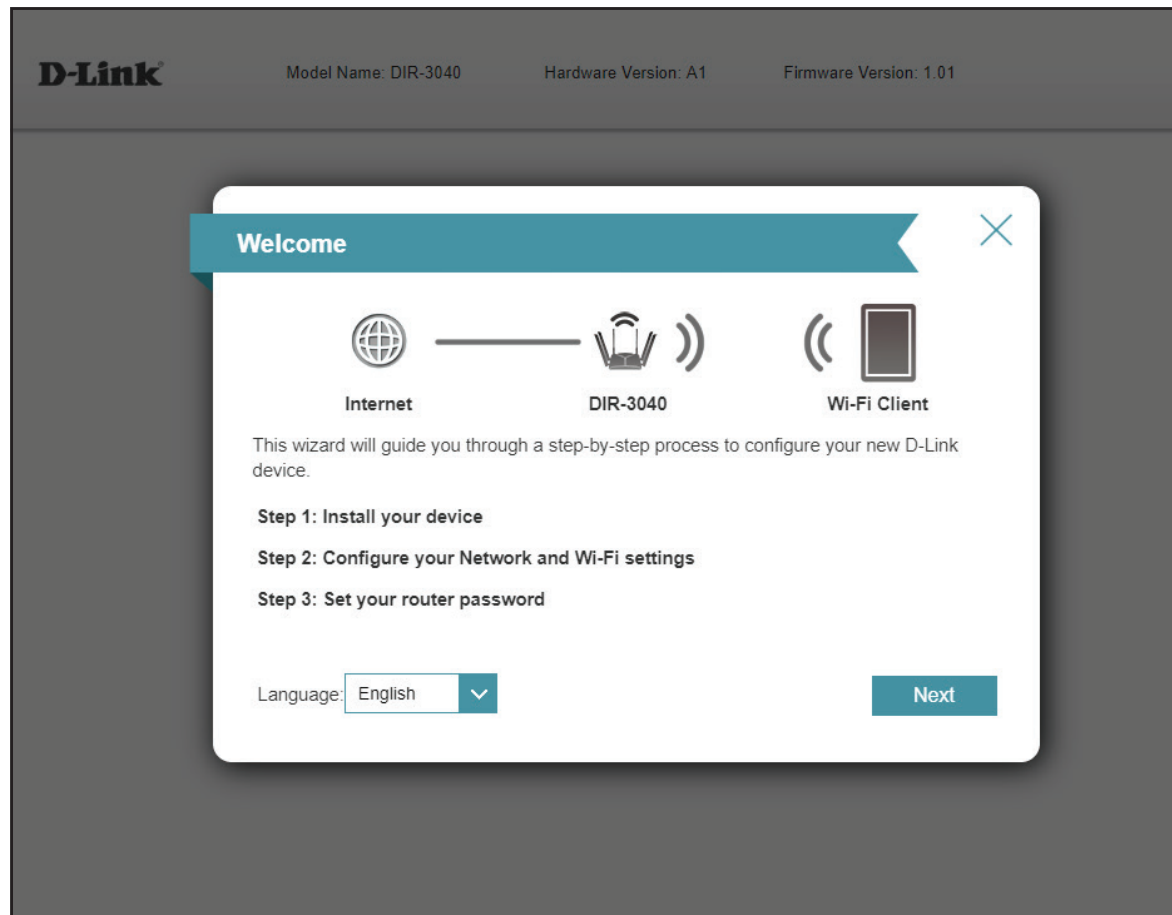 D-Link
Model Name: DIR-3040 Hardware Version: A1 Firmware Version: 1.01
Welcome
Internet DIR-3040 Wi-Fi Client
This wizard will guide you through a step-by-step process to configure your new D-Link
device.
Step 1: Install your device
Step 2: Configure your Network and Wi-Fi settings
Step 3: Set your router password
Language: English
Next